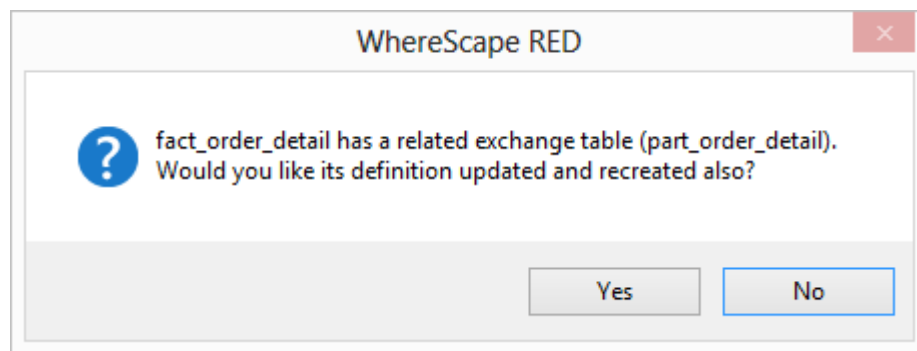 WhereScape RED
fact_order_detail has a related exchange table (part_order_detail).
Would you like its definition updated and recreated also?
Yes
No